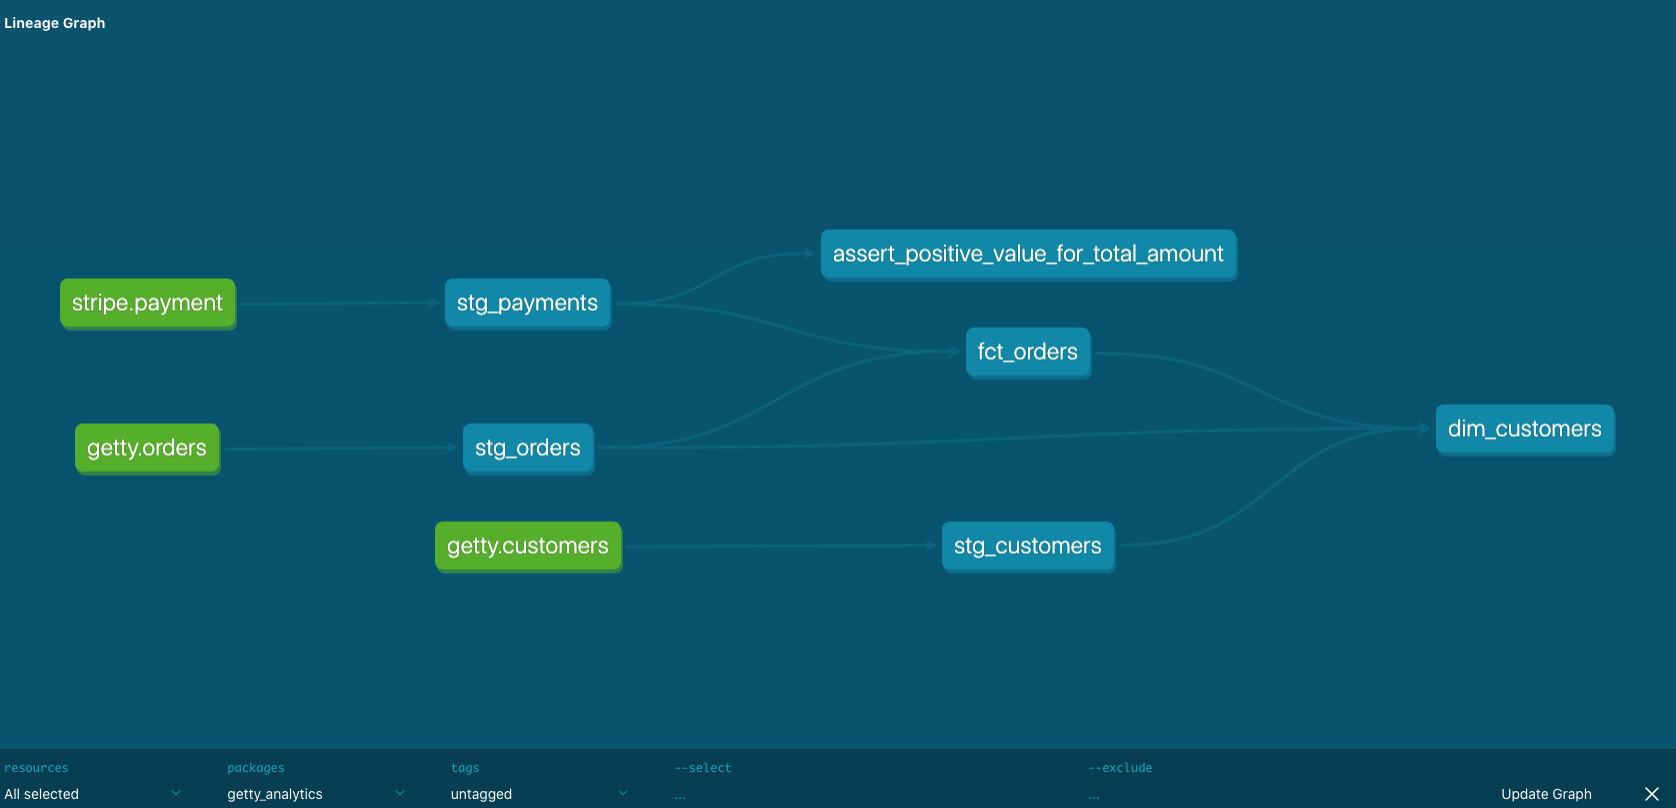 Lineage Graph
assert_positive_value_for_total_amount
stripe.payment
stg_payments
fct_orders
getty.orders
stg_orders
dim_customers
getty.customers
stg_customers
resources
packages
tags
--select
--exclude
All selected
getty_analytics
untagged
...
...
Update Graph